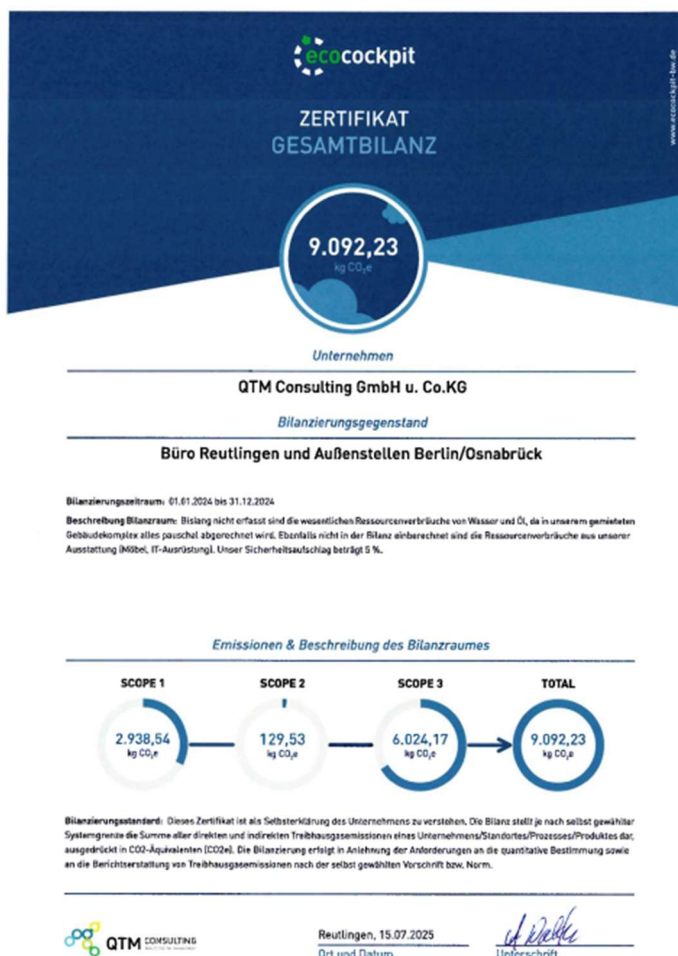 ecocockpit
www.ecocockpit-bw.de
ZERTIFIKAT
GESAMTBILANZ
9.092,23
kg CO₂e
Unternehmen
QTM Consulting GmbH u. Co.KG
Bilanzierungsgegenstand
Büro Reutlingen und Außenstellen Berlin/Osnabrück
Bilanzierungszeitraum: 01.01.2024 bis 31.12.2024
Beschreibung Bilanzraum: Bislang nicht erfasst sind die wesentlichen Ressourcenverbräuche von Wasser und Öl, da in unserem gemieteten
Gebäudekomplex alles pauschal abgerechnet wird. Ebenfalls nicht in der Bilanz einberechnet sind die Ressourcenverbräuche aus unserer
Ausstattung (Möbel, IT-Ausrüstung). Unser Sicherheitsaufschlag beträgt 5 %.
Emissionen & Beschreibung des Bilanzraumes
SCOPE 1 SCOPE 2 SCOPE 3 TOTAL
2.938,54 129,53 6.024,17 9.092,23
kg CO₂e kg CO₂e kg CO₂e kg CO₂e
Bilanzierungsstandard: Dieses Zertifikat ist als Selbsterklärung des Unternehmens zu verstehen. Die Bilanz stellt je nach selbst gewählter
Systemgrenze die Summe aller direkten und indirekten Treibhausgasemissionen eines Unternehmens/Standortes/Prozesses/Produktes dar,
ausgedrückt in CO2-Äquivalenten (CO2e). Die Bilanzierung erfolgt in Anlehnung der Anforderungen an die quantitative Bestimmung sowie
an die Berichterstattung von Treibhausgasemissionen nach der selbst gewählten Vorschrift bzw. Norm.
QTM CONSULTING
Reutlingen, 15.07.2025
Ort und Datum Unterschrift